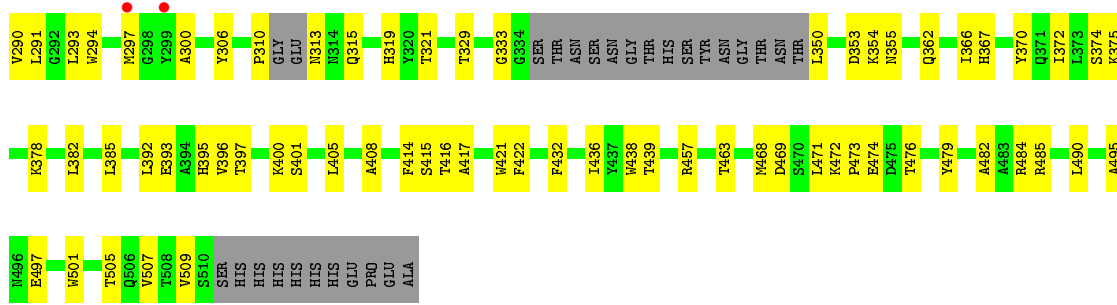 V290 L291 G292 L293 W294 M297 G298 Y299 A300 Y306 P310 GLY GLU N313 N314 Q315 H319 Y320 T321 T329 G333 G334 SER THR ASN SER ASN GLY THR HIS SER TYR ASN GLY THR ASN THR L350 D353 K354 N355 Q362 I366 H367 Y370 Q371 I372 L373 S374 K375
K378 L382 L385 L392 E393 A394 H395 V396 T397 K400 S401 L405 A408 F414 S415 T416 A417 W421 F422 F432 I436 Y437 W438 T439 R457 T463 M468 D469 S470 L471 K472 P473 E474 D475 T476 Y479 A482 A483 R484 R485 L490 A495
N496 E497 W501 T505 Q506 V507 T508 V509 S510 SER HIS HIS HIS HIS HIS HIS GLU PRO GLU ALA